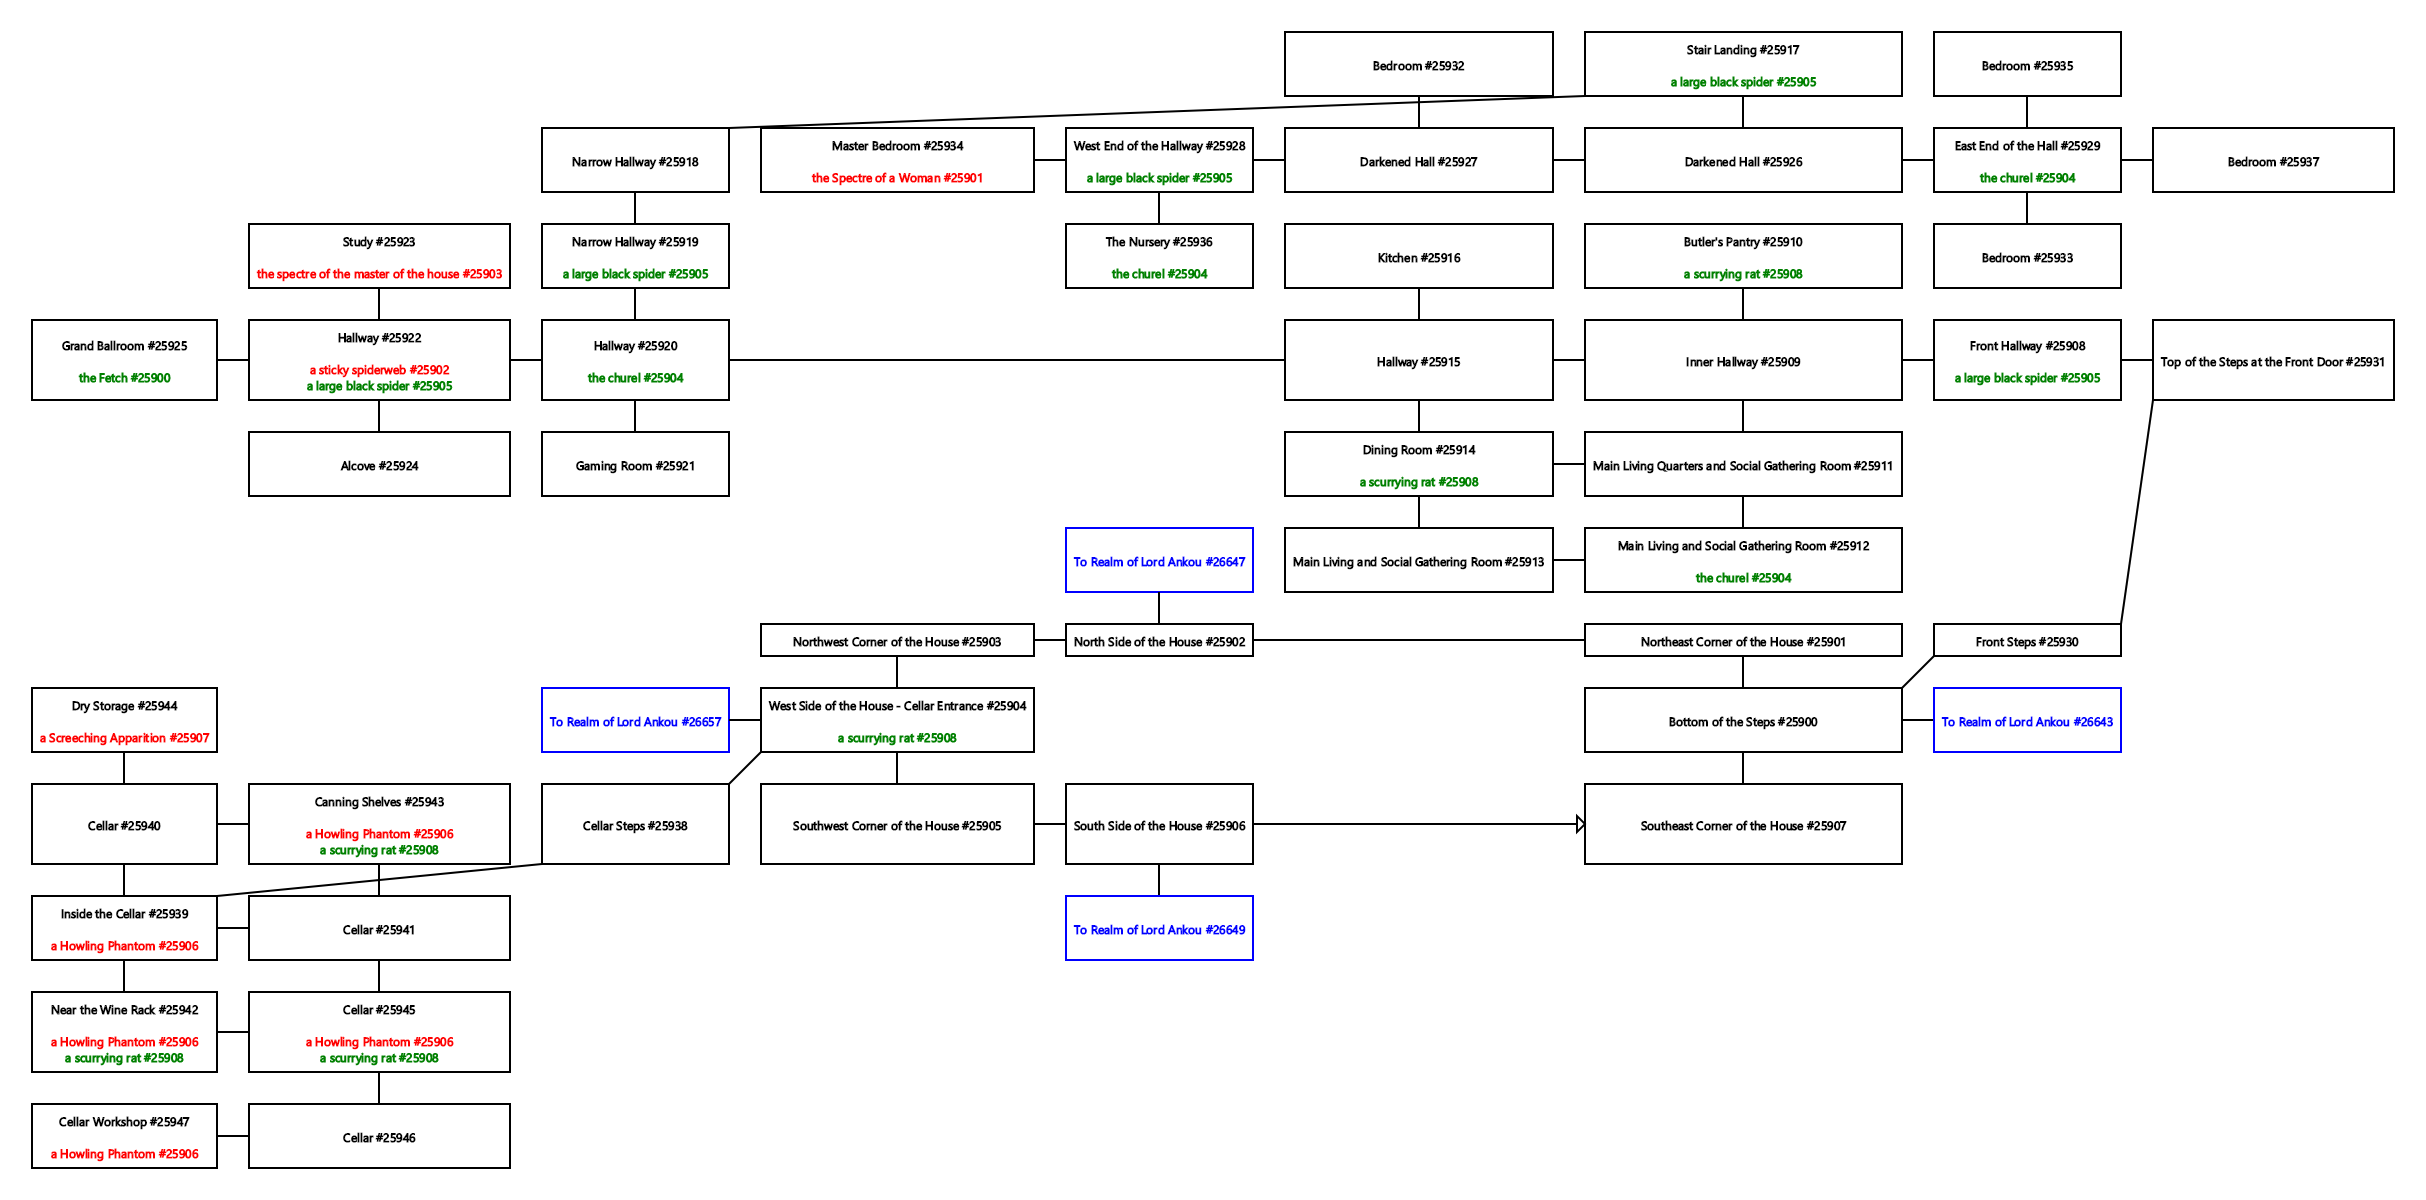 Bedroom #25932
Stair Landing #25917
a large black spider #25905
Bedroom #25935
Narrow Hallway #25918
Master Bedroom #25934
the Spectre of a Woman #25901
West End of the Hallway #25928
a large black spider #25905
Darkened Hall #25927
Darkened Hall #25926
East End of the Hall #25929
the churel #25904
Bedroom #25937
Study #25923
the spectre of the master of the house #25903
Narrow Hallway #25919
a large black spider #25905
The Nursery #25936
the churel #25904
Kitchen #25916
Butler's Pantry #25910
a scurrying rat #25908
Bedroom #25933
Grand Ballroom #25925
the Fetch #25900
Hallway #25922
a sticky spiderweb #25902
a large black spider #25905
Hallway #25920
the churel #25904
Hallway #25915
Inner Hallway #25909
Front Hallway #25908
a large black spider #25905
Top of the Steps at the Front Door #25931
Alcove #25924
Gaming Room #25921
Dining Room #25914
a scurrying rat #25908
Main Living Quarters and Social Gathering Room #25911
To Realm of Lord Ankou #26647
Main Living and Social Gathering Room #25913
Main Living and Social Gathering Room #25912
the churel #25904
Northwest Corner of the House #25903
North Side of the House #25902
Northeast Corner of the House #25901
Front Steps #25930
Dry Storage #25944
a Screeching Apparition #25907
To Realm of Lord Ankou #26657
West Side of the House - Cellar Entrance #25904
a scurrying rat #25908
Bottom of the Steps #25900
To Realm of Lord Ankou #26643
Cellar #25940
Canning Shelves #25943
a Howling Phantom #25906
a scurrying rat #25908
Cellar Steps #25938
Southwest Corner of the House #25905
South Side of the House #25906
Southeast Corner of the House #25907
Inside the Cellar #25939
a Howling Phantom #25906
Cellar #25941
To Realm of Lord Ankou #26649
Near the Wine Rack #25942
a Howling Phantom #25906
a scurrying rat #25908
Cellar #25945
a Howling Phantom #25906
a scurrying rat #25908
Cellar Workshop #25947
a Howling Phantom #25906
Cellar #25946